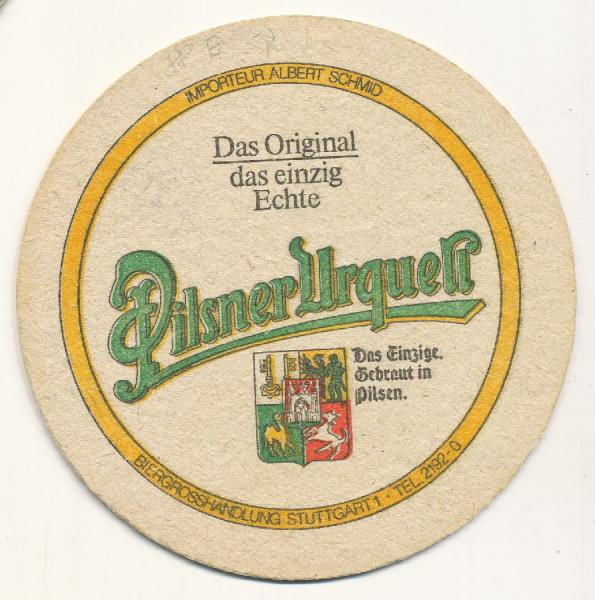 IMPORTEUR ALBERT SCHMID
Das Original
das einzig
Echte
Pilsner Urquell
Das Einzige.
Gebraut in
Pilsen.
BIERGROSSHANDLUNG STUTTGART 1 · TEL. 2192-0